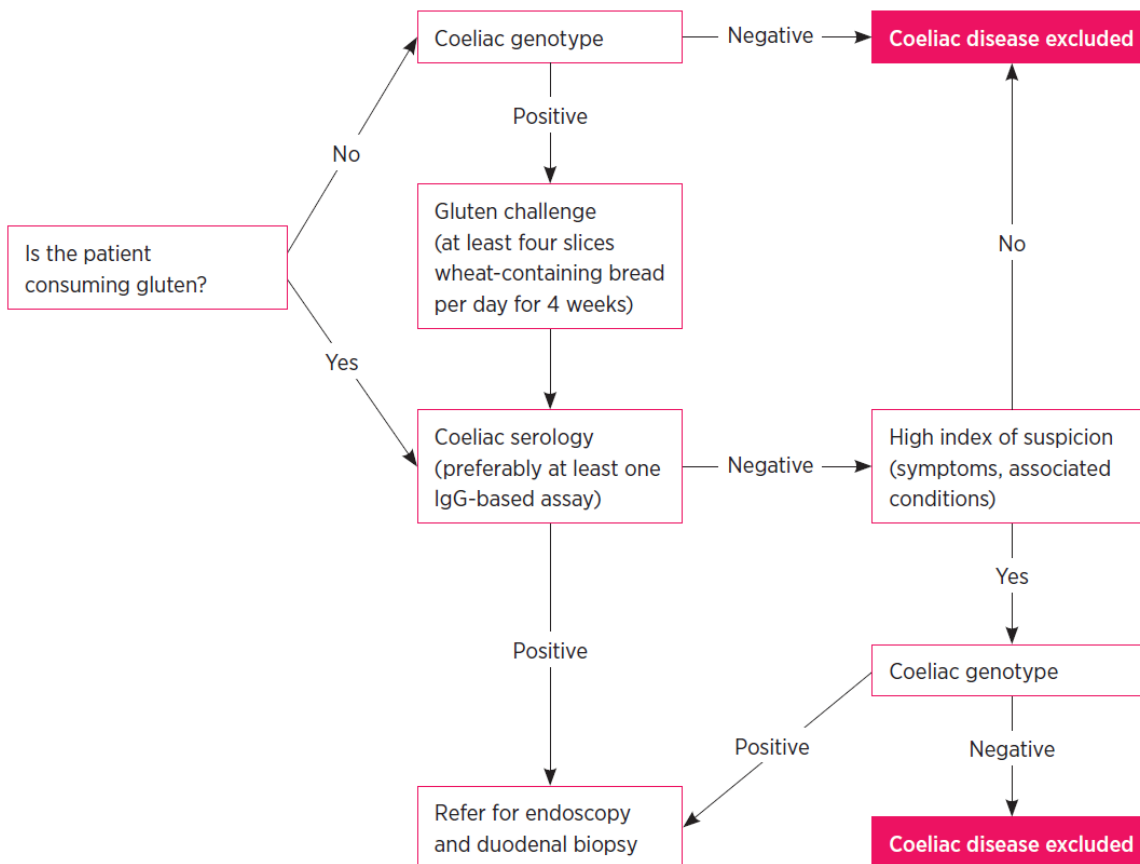 Coeliac genotype
Negative
Coeliac disease excluded
Positive
No
Gluten challenge
(at least four slices
wheat-containing bread
per day for 4 weeks)
Is the patient
consuming gluten?
No
Yes
Coeliac serology
(preferably at least one
IgG-based assay)
Negative
High index of suspicion
(symptoms, associated
conditions)
Yes
Positive
Coeliac genotype
Positive
Negative
Refer for endoscopy
and duodenal biopsy
Coeliac disease excluded